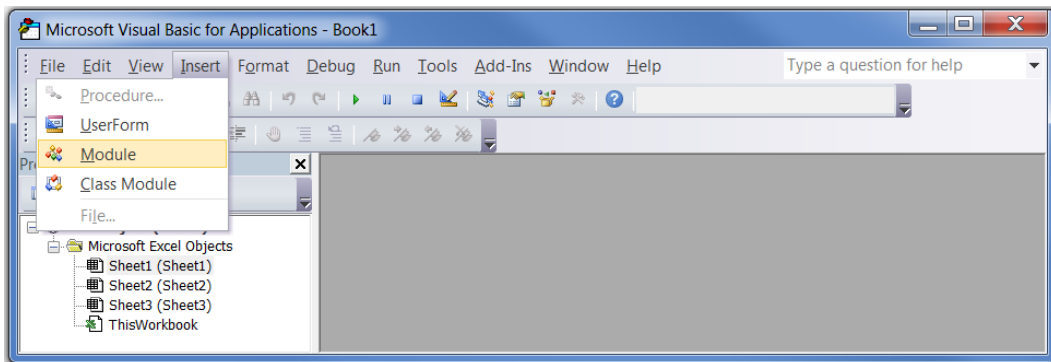 Microsoft Visual Basic for Applications - Book1
File Edit View Insert Format Debug Run Tools Add-Ins Window Help Type a question for help
Procedure...
UserForm
Module
Class Module
File...
Microsoft Excel Objects
Sheet1 (Sheet1)
Sheet2 (Sheet2)
Sheet3 (Sheet3)
ThisWorkbook